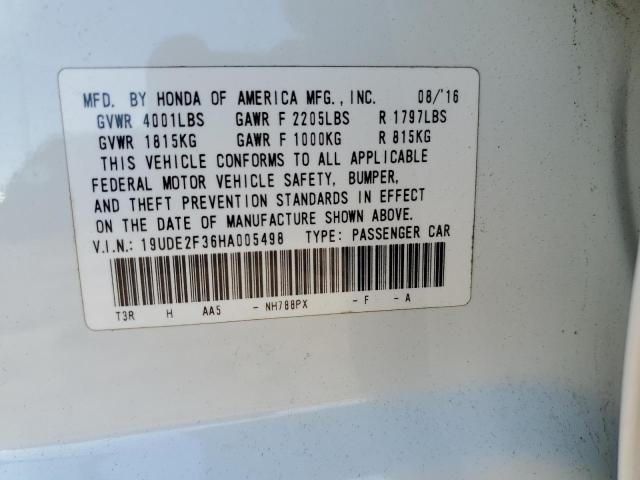 MFD. BY HONDA OF AMERICA MFG., INC. 08/'16
GVWR 4001LBS GAWR F 2205LBS R 1797LBS
GVWR 1815KG GAWR F 1000KG R 815KG
THIS VEHICLE CONFORMS TO ALL APPLICABLE
FEDERAL MOTOR VEHICLE SAFETY, BUMPER,
AND THEFT PREVENTION STANDARDS IN EFFECT
ON THE DATE OF MANUFACTURE SHOWN ABOVE.
V.I.N.: 19UDE2F36HA005498 TYPE: PASSENGER CAR
T3R H AA5 - NH788PX - F - A